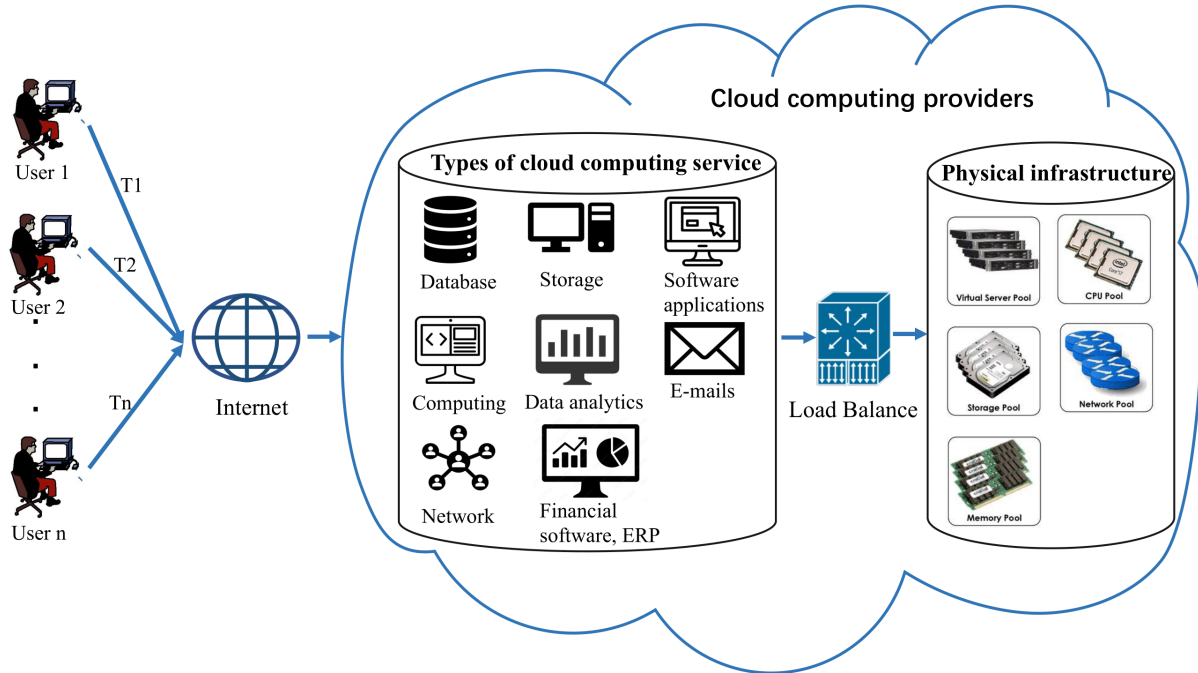 Cloud computing providers
User 1
T1
User 2
T2
Tn
User n
Internet
Types of cloud computing service
Database
Storage
Software
applications
Computing
Data analytics
E-mails
Network
Financial
software, ERP
Load Balance
Physical infrastructure
Virtual Server Pool
intel
CPU Pool
Storage Pool
Network Pool
Memory Pool